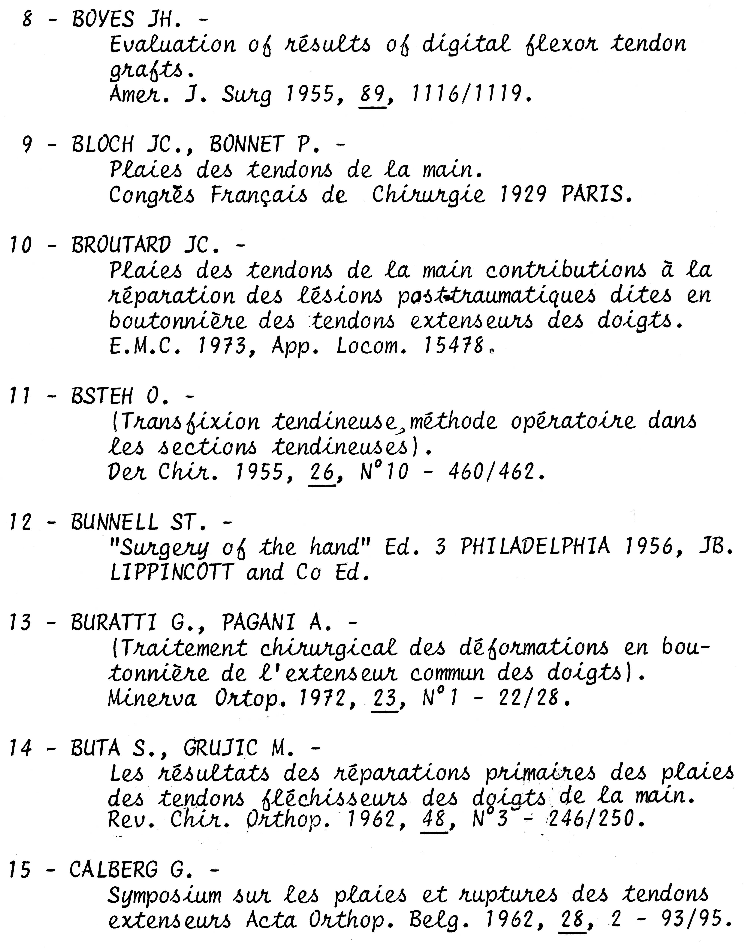 8 - BOYES JH. -
Evaluation of résults of digital flexor tendon
grafts.
Amer. J. Surg 1955, 89, 1116/1119.
9 - BLOCH JC., BONNET P. -
Plaies des tendons de la main.
Congrès Français de Chirurgie 1929 PARIS.
10 - BROUTARD JC. -
Plaies des tendons de la main contributions à la
réparation des lésions posttraumatiques dites en
boutonnière des tendons extenseurs des doigts.
E.M.C. 1973, App. Locom. 15478.
11 - BSTEH O. -
(Transfixion tendineuse, méthode opératoire dans
les sections tendineuses).
Der Chir. 1955, 26, N°10 - 460/462.
12 - BUNNELL ST. -
"Surgery of the hand" Ed. 3 PHILADELPHIA 1956, JB.
LIPPINCOTT and Co Ed.
13 - BURATTI G., PAGANI A. -
(Traitement chirurgical des déformations en bou-
tonnière de l'extenseur commun des doigts).
Minerva Ortop. 1972, 23, N°1 - 22/28.
14 - BUTA S., GRUJIC M. -
Les résultats des réparations primaires des plaies
des tendons fléchisseurs des doigts de la main.
Rev. Chir. Orthop. 1962, 48, N°3 - 246/250.
15 - CALBERG G. -
Symposium sur les plaies et ruptures des tendons
extenseurs Acta Orthop. Belg. 1962, 28, 2 - 93/95.